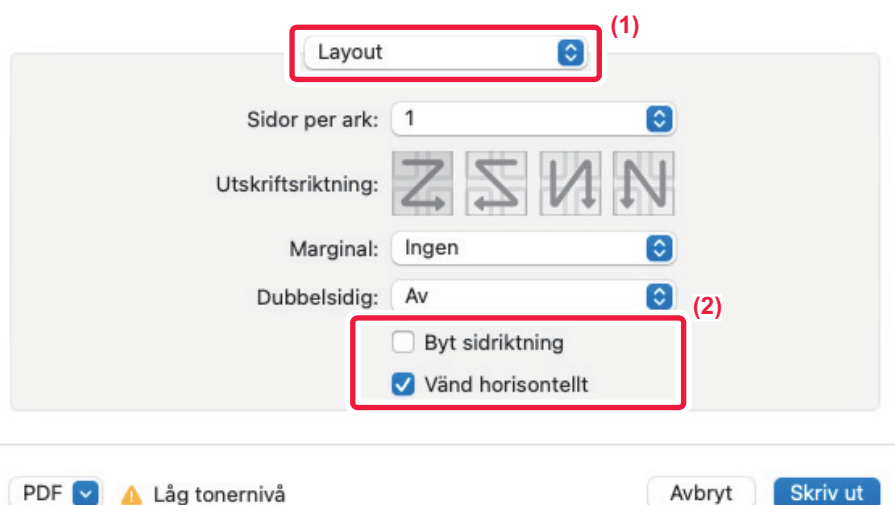 (1)
Layout
Sidor per ark: 1
Utskriftsriktning:
Marginal: Ingen
Dubbelsidig: Av
(2)
Byt sidriktning
Vänd horisontellt
PDF Låg tonernivå Avbryt Skriv ut